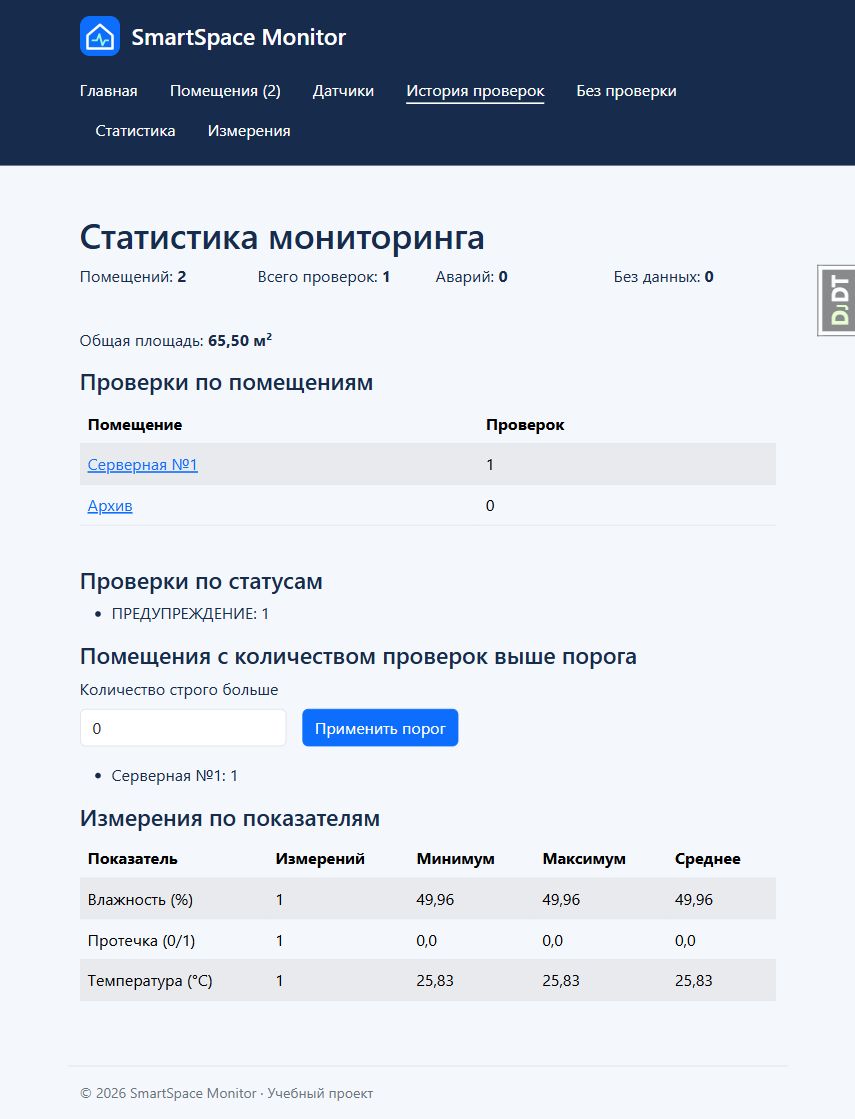 SmartSpace Monitor
Главная Помещения (2) Датчики История проверок Без проверки
Статистика Измерения
Статистика мониторинга
Помещений: 2 Всего проверок: 1 Аварий: 0 Без данных: 0
DJDT
Общая площадь: 65,50 м²
Проверки по помещениям
Помещение Проверок
Серверная №1 1
Архив 0
Проверки по статусам
• ПРЕДУПРЕЖДЕНИЕ: 1
Помещения с количеством проверок выше порога
Количество строго больше
0 Применить порог
• Серверная №1: 1
Измерения по показателям
Показатель Измерений Минимум Максимум Среднее
Влажность (%) 1 49,96 49,96 49,96
Протечка (0/1) 1 0,0 0,0 0,0
Температура (°C) 1 25,83 25,83 25,83
© 2026 SmartSpace Monitor · Учебный проект